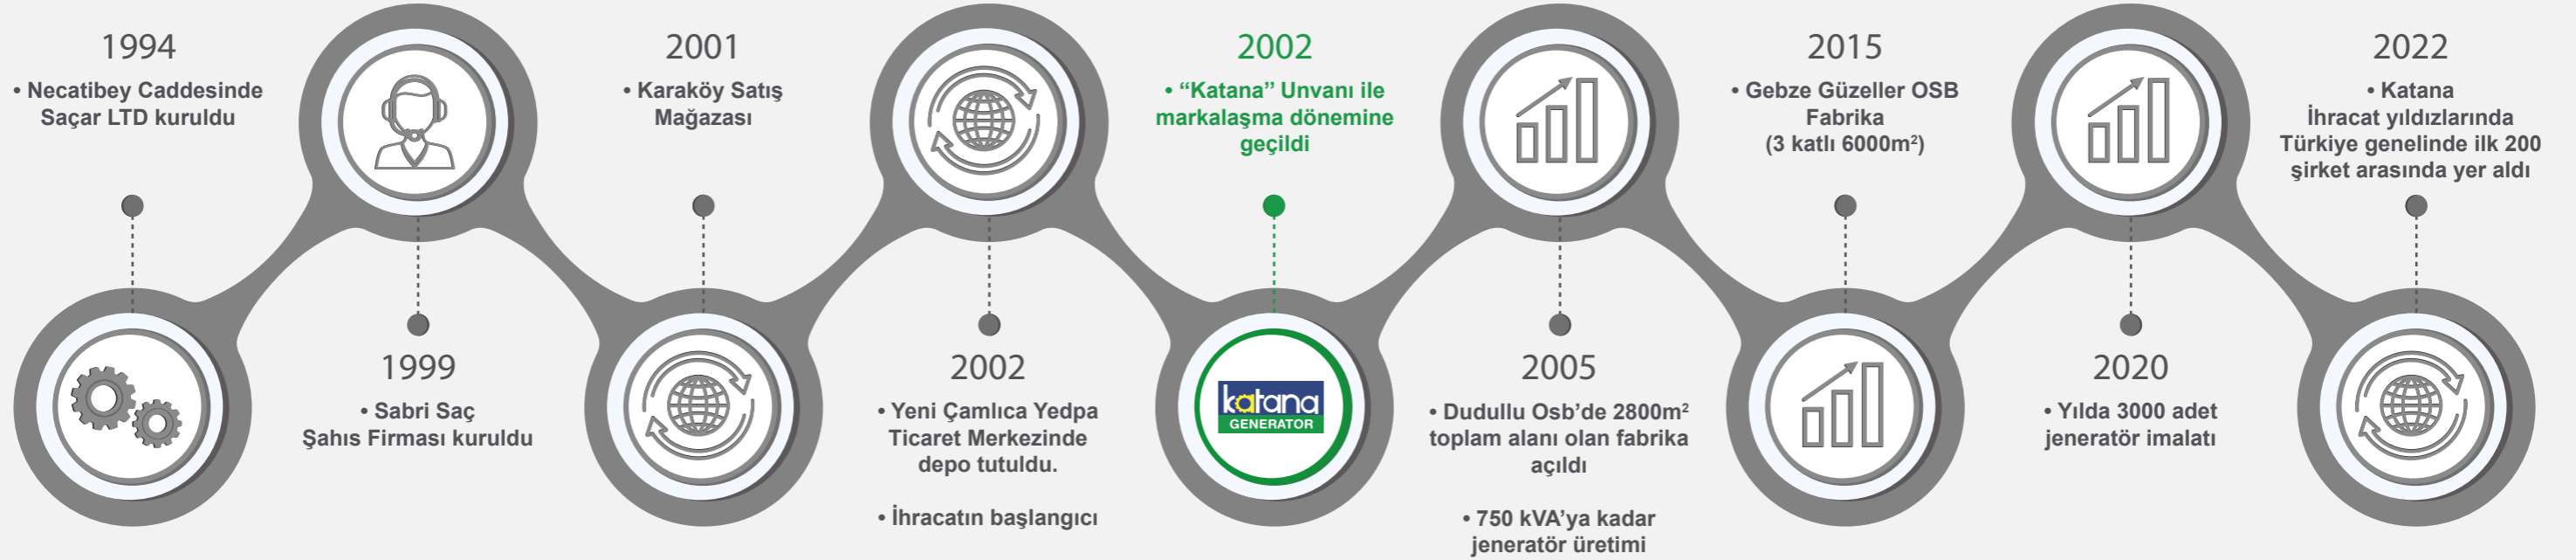 1994
• Necatibey Caddesinde
Saçar LTD kuruldu
1999
• Sabri Saç
Şahıs Firması kuruldu
2001
• Karaköy Satış
Mağazası
2002
• Yeni Çamlıca Yedpa
Ticaret Merkezinde
depo tutuldu.
• İhracatın başlangıcı
2002
• “Katana” Unvanı ile
markalaşma dönemine
geçildi
katana
GENERATOR
2005
• Dudullu Osb’de 2800m²
toplam alanı olan fabrika
açıldı
• 750 kVA’ya kadar
jeneratör üretimi
2015
• Gebze Güzeller OSB
Fabrika
(3 katlı 6000m²)
2020
• Yılda 3000 adet
jeneratör imalatı
2022
• Katana
İhracat yıldızlarında
Türkiye genelinde ilk 200
şirket arasında yer aldı